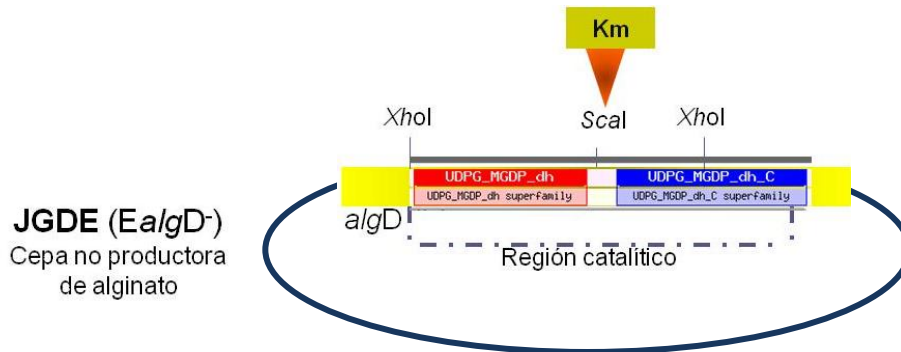 Km
XhoI
ScaI
XhoI
UDPG_MGDP_dh
UDPG_MGDP_dh_C
UDPG_MGDP_dh superfamily
UDPG_MGDP_dh_C superfamily
algD
Región catalítico
JGDE (EalgD-)
Cepa no productora
de alginato